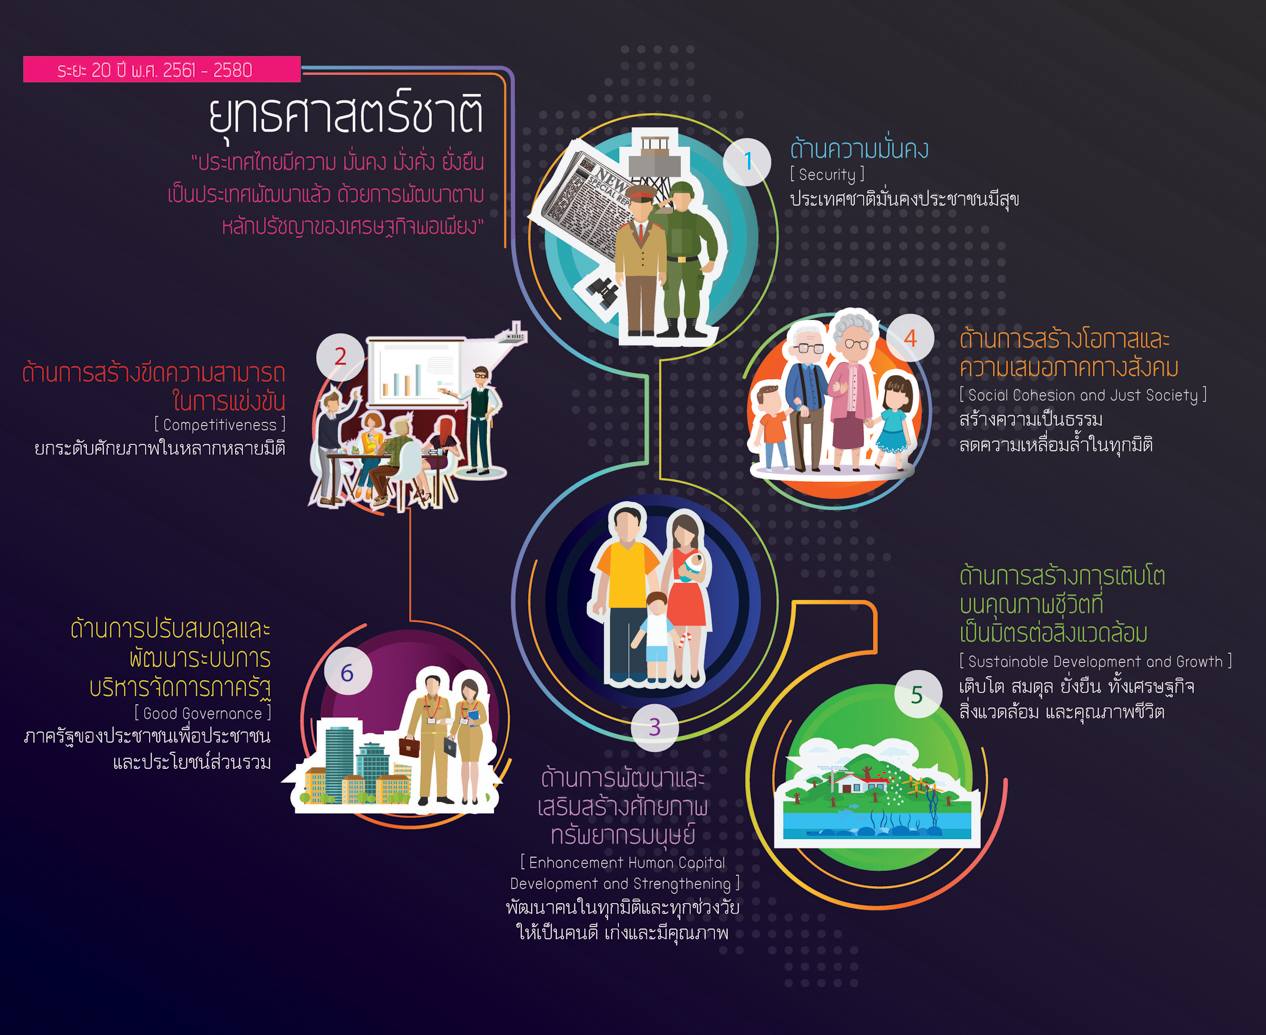 ระยะ 20 ปี พ.ศ. 2561 - 2580
ยุทธศาสตร์ชาติ
"ประเทศไทยมีความ มั่นคง มั่งคั่ง ยั่งยืน
เป็นประเทศพัฒนาแล้ว ด้วยการพัฒนาตาม
หลักปรัชญาของเศรษฐกิจพอเพียง"
NEWS
1
ด้านความมั่นคง
[ Security ]
ประเทศชาติมั่นคงประชาชนมีสุข
2
ด้านการสร้างขีดความสามารถ
ในการแข่งขัน
[ Competitiveness ]
ยกระดับศักยภาพในหลากหลายมิติ
3
ด้านการพัฒนาและ
เสริมสร้างศักยภาพ
ทรัพยากรมนุษย์
[ Enhancement Human Capital
Development and Strengthening ]
พัฒนาคนในทุกมิติและทุกช่วงวัย
ให้เป็นคนดี เก่งและมีคุณภาพ
4
ด้านการสร้างโอกาสและ
ความเสมอภาคทางสังคม
[ Social Cohesion and Just Society ]
สร้างความเป็นธรรม
ลดความเหลื่อมล้ำในทุกมิติ
5
ด้านการสร้างการเติบโต
บนคุณภาพชีวิตที่
เป็นมิตรต่อสิ่งแวดล้อม
[ Sustainable Development and Growth ]
เติบโต สมดุล ยั่งยืน ทั้งเศรษฐกิจ
สิ่งแวดล้อม และคุณภาพชีวิต
6
ด้านการปรับสมดุลและ
พัฒนาระบบการ
บริหารจัดการภาครัฐ
[ Good Governance ]
ภาครัฐของประชาชนเพื่อประชาชน
และประโยชน์ส่วนรวม